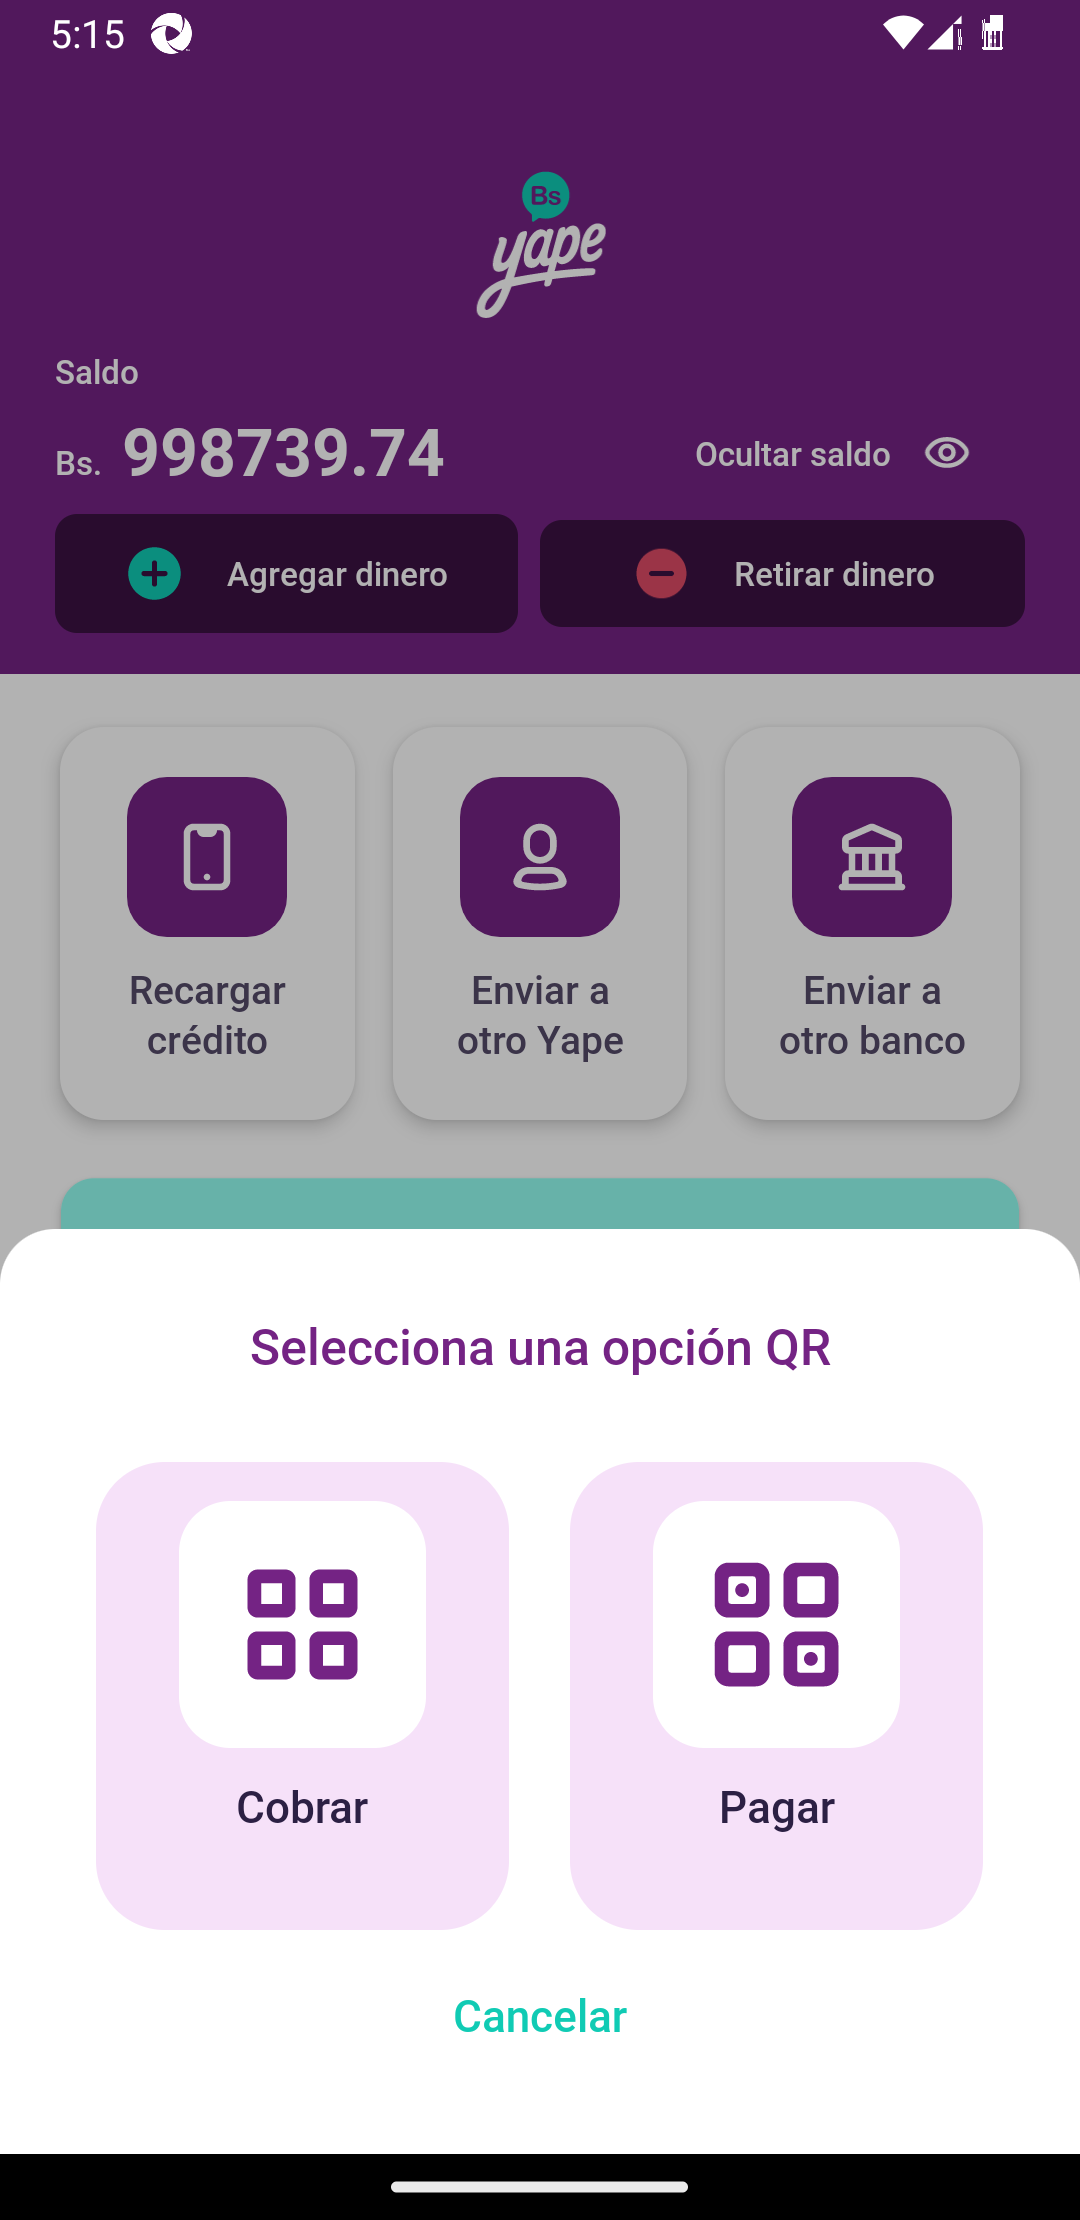 5:15
Bs
yape
Saldo
Bs. 998739.74
Ocultar saldo
Agregar dinero
Retirar dinero
Recargar
crédito
Enviar a
otro Yape
Enviar a
otro banco
Selecciona una opción QR
Cobrar
Pagar
Cancelar